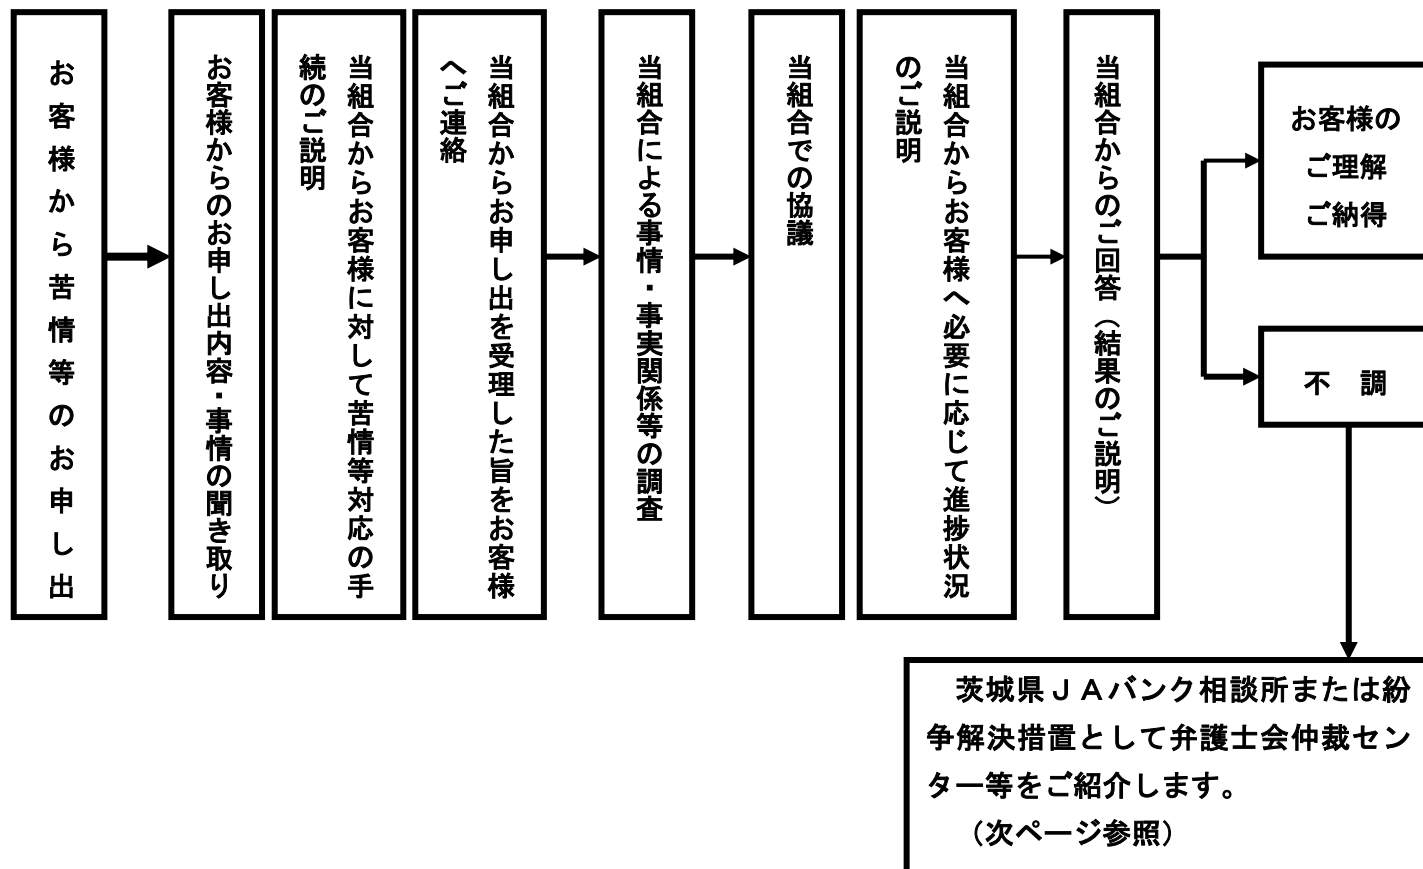 お客様から苦情等のお申し出
お客様からのお申し出内容・事情の聞き取り
当組合からお客様に対して苦情等対応の手
続のご説明
当組合からお申し出を受理した旨をお客様
へご連絡
当組合による事情・事実関係等の調査
当組合での協議
当組合からお客様へ必要に応じて進捗状況
のご説明
当組合からのご回答(結果のご説明)
お客様の
ご理解
ご納得
不 調
茨城県JAバンク相談所または紛
争解決措置として弁護士会仲裁セン
ター等をご紹介します。
(次ページ参照)